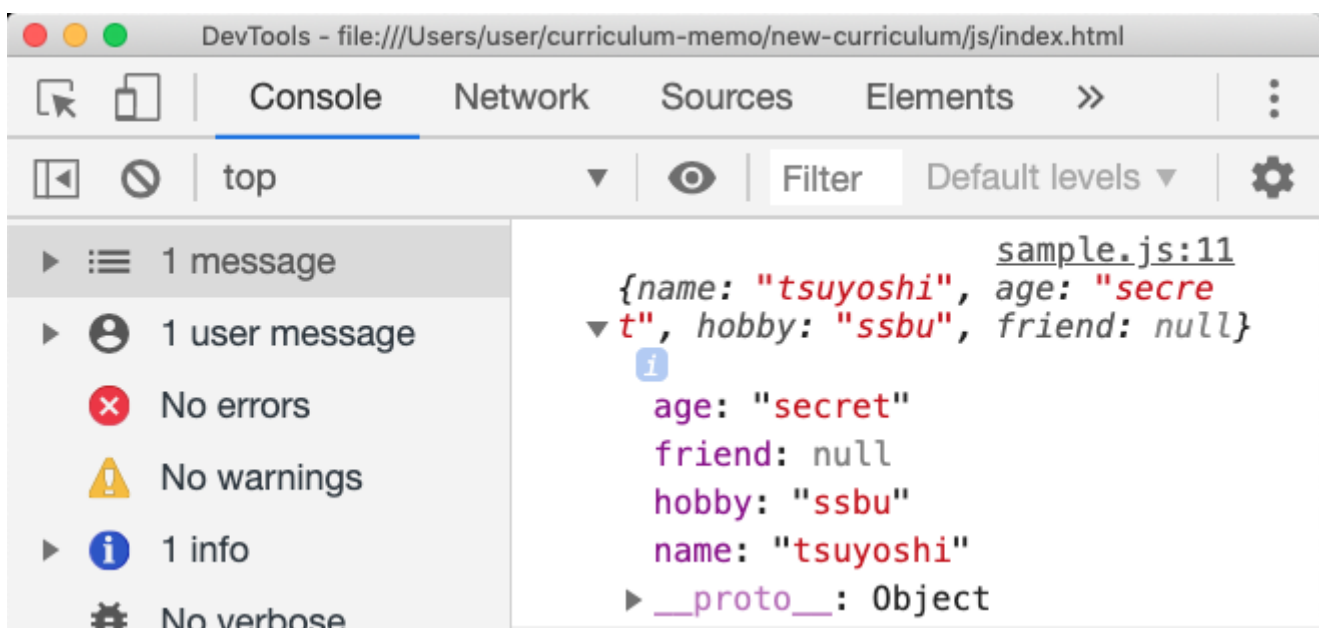 DevTools - file:///Users/user/curriculum-memo/new-curriculum/js/index.html
Console Network Sources Elements »
top Filter Default levels
1 message
1 user message
No errors
No warnings
1 info
No verbose
sample.js:11
{name: "tsuyoshi", age: "secre
t", hobby: "ssbu", friend: null}
i
age: "secret"
friend: null
hobby: "ssbu"
name: "tsuyoshi"
__proto__: Object